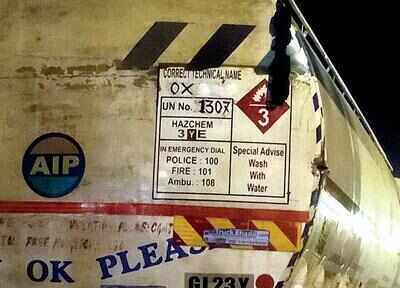 CORRECT TECHNICAL NAME
OX
UN No. 1307
HAZCHEM
3YE
3
IN EMERGENCY DIAL
POLICE : 100
FIRE : 101
Ambu. : 108
Special Advise
Wash
With
Water
AIP
OK PLEAS
GL23Y